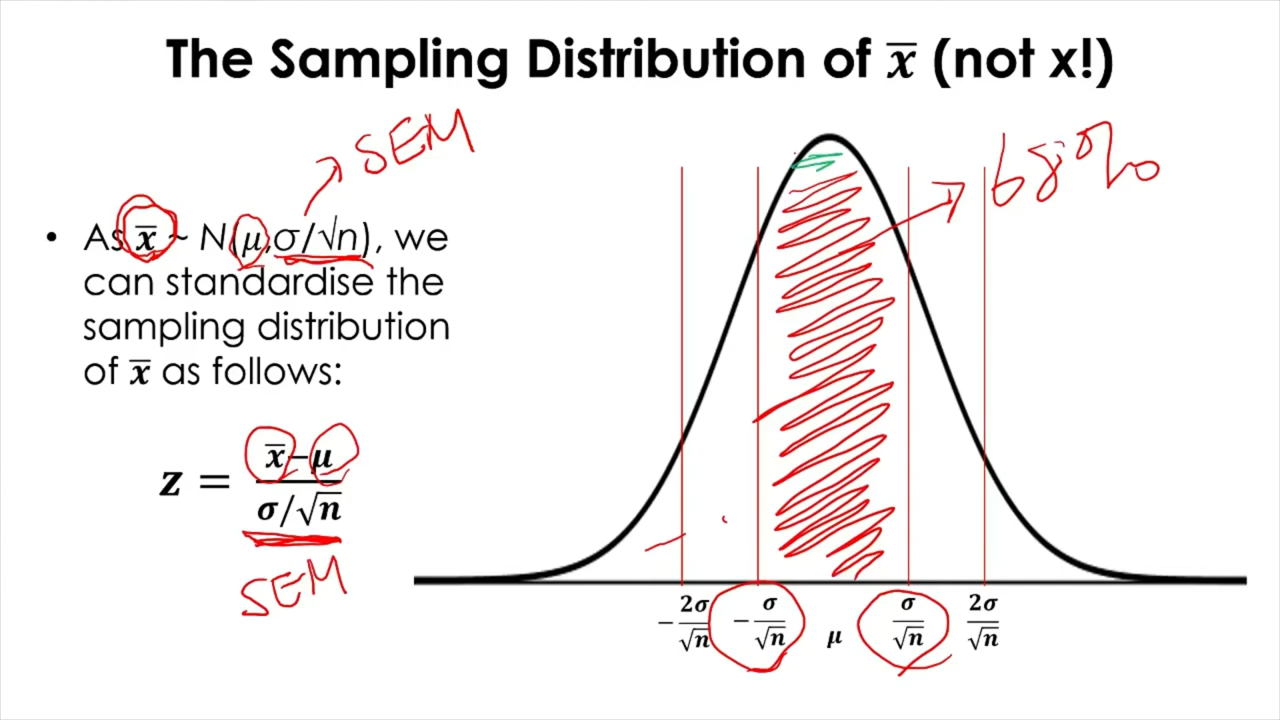 The Sampling Distribution of x̅ (not x!)
SEM
68%
• As x̅ ~ N(μ,σ/√n), we
can standardise the
sampling distribution
of x̅ as follows:
z = (x̅−μ)/(σ/√n)
SEM
−2σ/√n −σ/√n μ σ/√n 2σ/√n